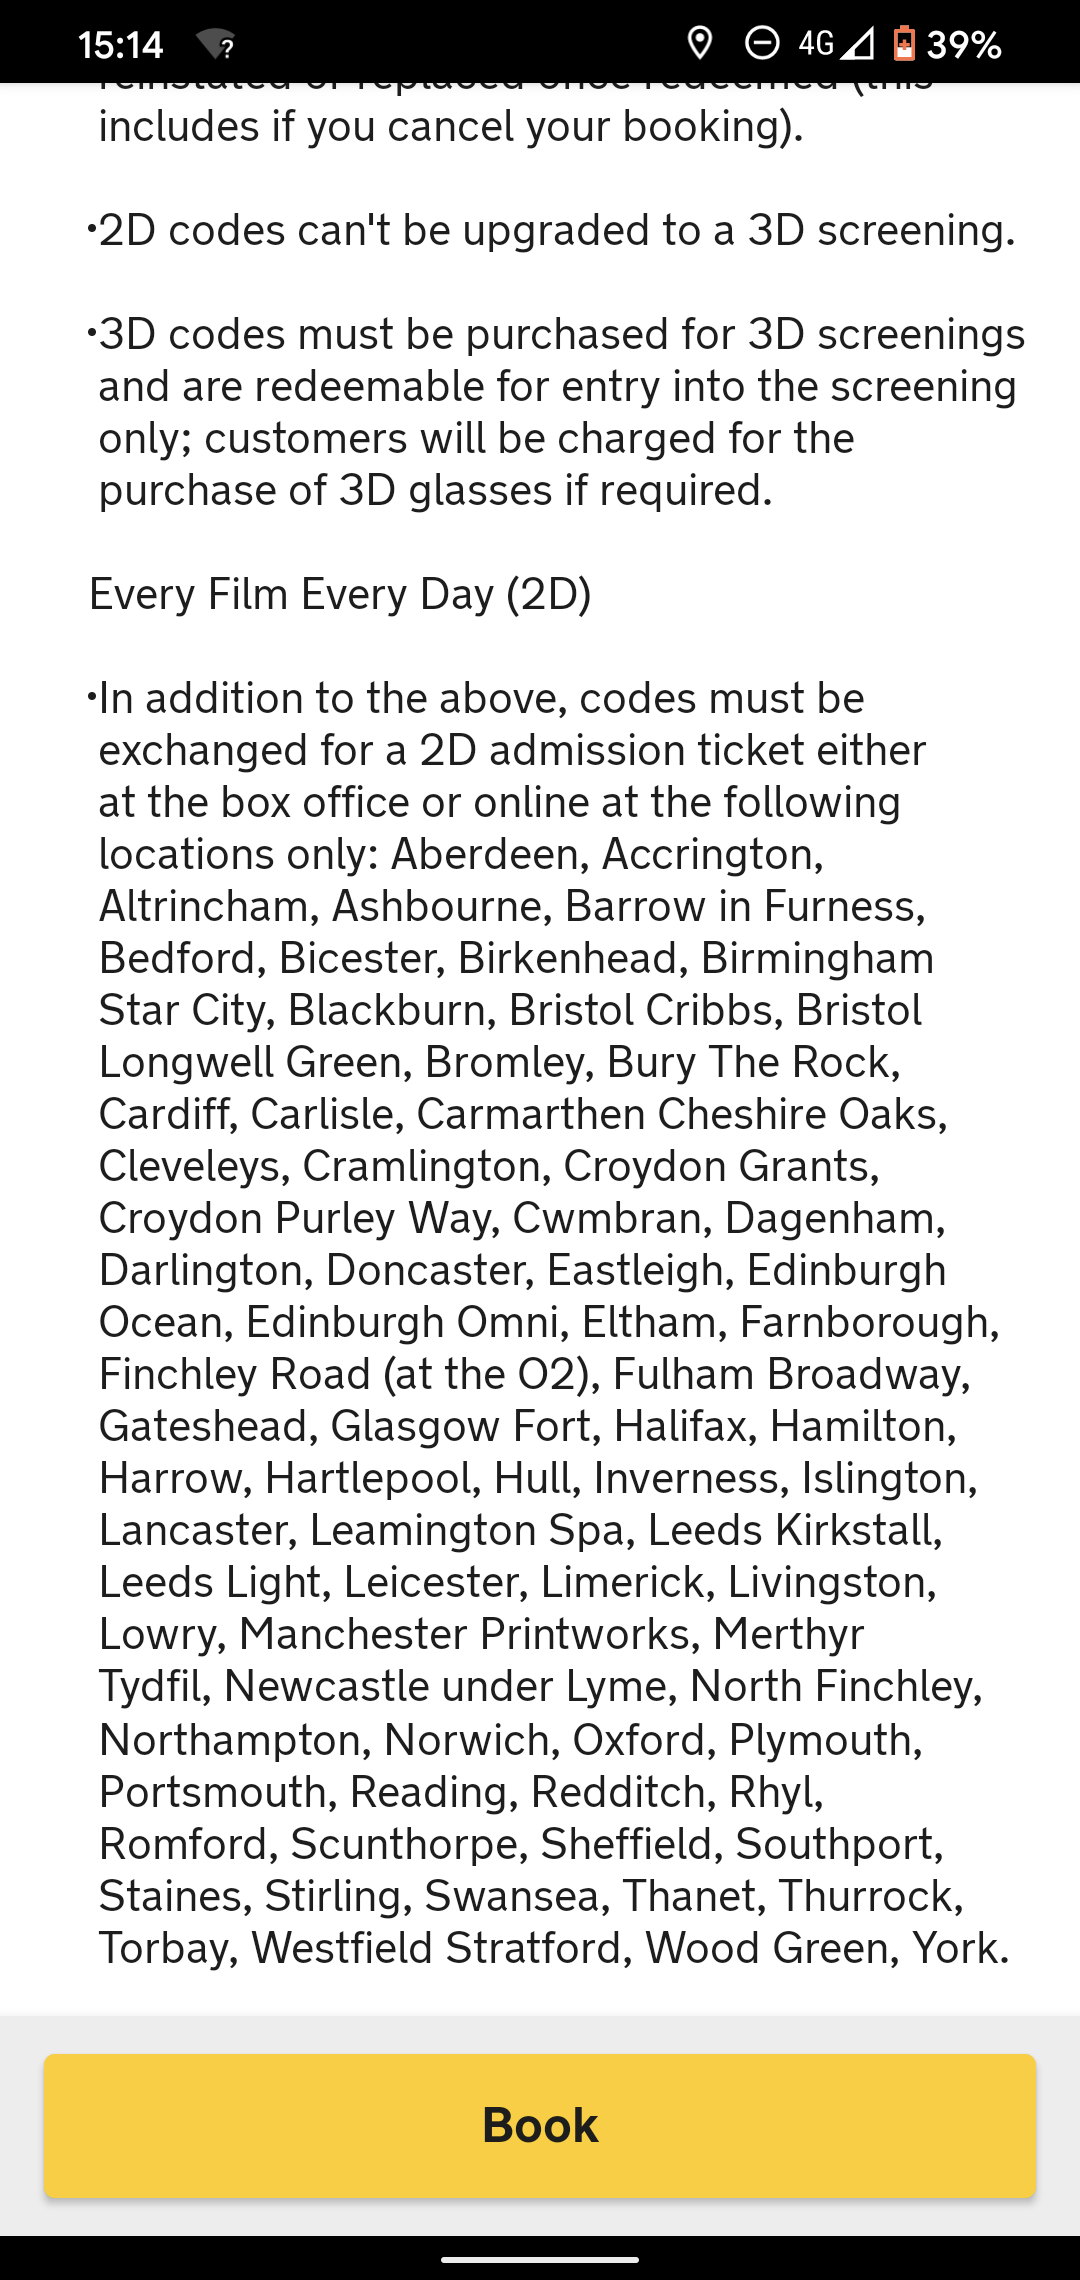 15:14
?
4G
39%
reinstated or replaced once redeemed (this
includes if you cancel your booking).
•2D codes can't be upgraded to a 3D screening.
•3D codes must be purchased for 3D screenings
and are redeemable for entry into the screening
only; customers will be charged for the
purchase of 3D glasses if required.
Every Film Every Day (2D)
•In addition to the above, codes must be
exchanged for a 2D admission ticket either
at the box office or online at the following
locations only: Aberdeen, Accrington,
Altrincham, Ashbourne, Barrow in Furness,
Bedford, Bicester, Birkenhead, Birmingham
Star City, Blackburn, Bristol Cribbs, Bristol
Longwell Green, Bromley, Bury The Rock,
Cardiff, Carlisle, Carmarthen Cheshire Oaks,
Cleveleys, Cramlington, Croydon Grants,
Croydon Purley Way, Cwmbran, Dagenham,
Darlington, Doncaster, Eastleigh, Edinburgh
Ocean, Edinburgh Omni, Eltham, Farnborough,
Finchley Road (at the O2), Fulham Broadway,
Gateshead, Glasgow Fort, Halifax, Hamilton,
Harrow, Hartlepool, Hull, Inverness, Islington,
Lancaster, Leamington Spa, Leeds Kirkstall,
Leeds Light, Leicester, Limerick, Livingston,
Lowry, Manchester Printworks, Merthyr
Tydfil, Newcastle under Lyme, North Finchley,
Northampton, Norwich, Oxford, Plymouth,
Portsmouth, Reading, Redditch, Rhyl,
Romford, Scunthorpe, Sheffield, Southport,
Staines, Stirling, Swansea, Thanet, Thurrock,
Torbay, Westfield Stratford, Wood Green, York.
Book